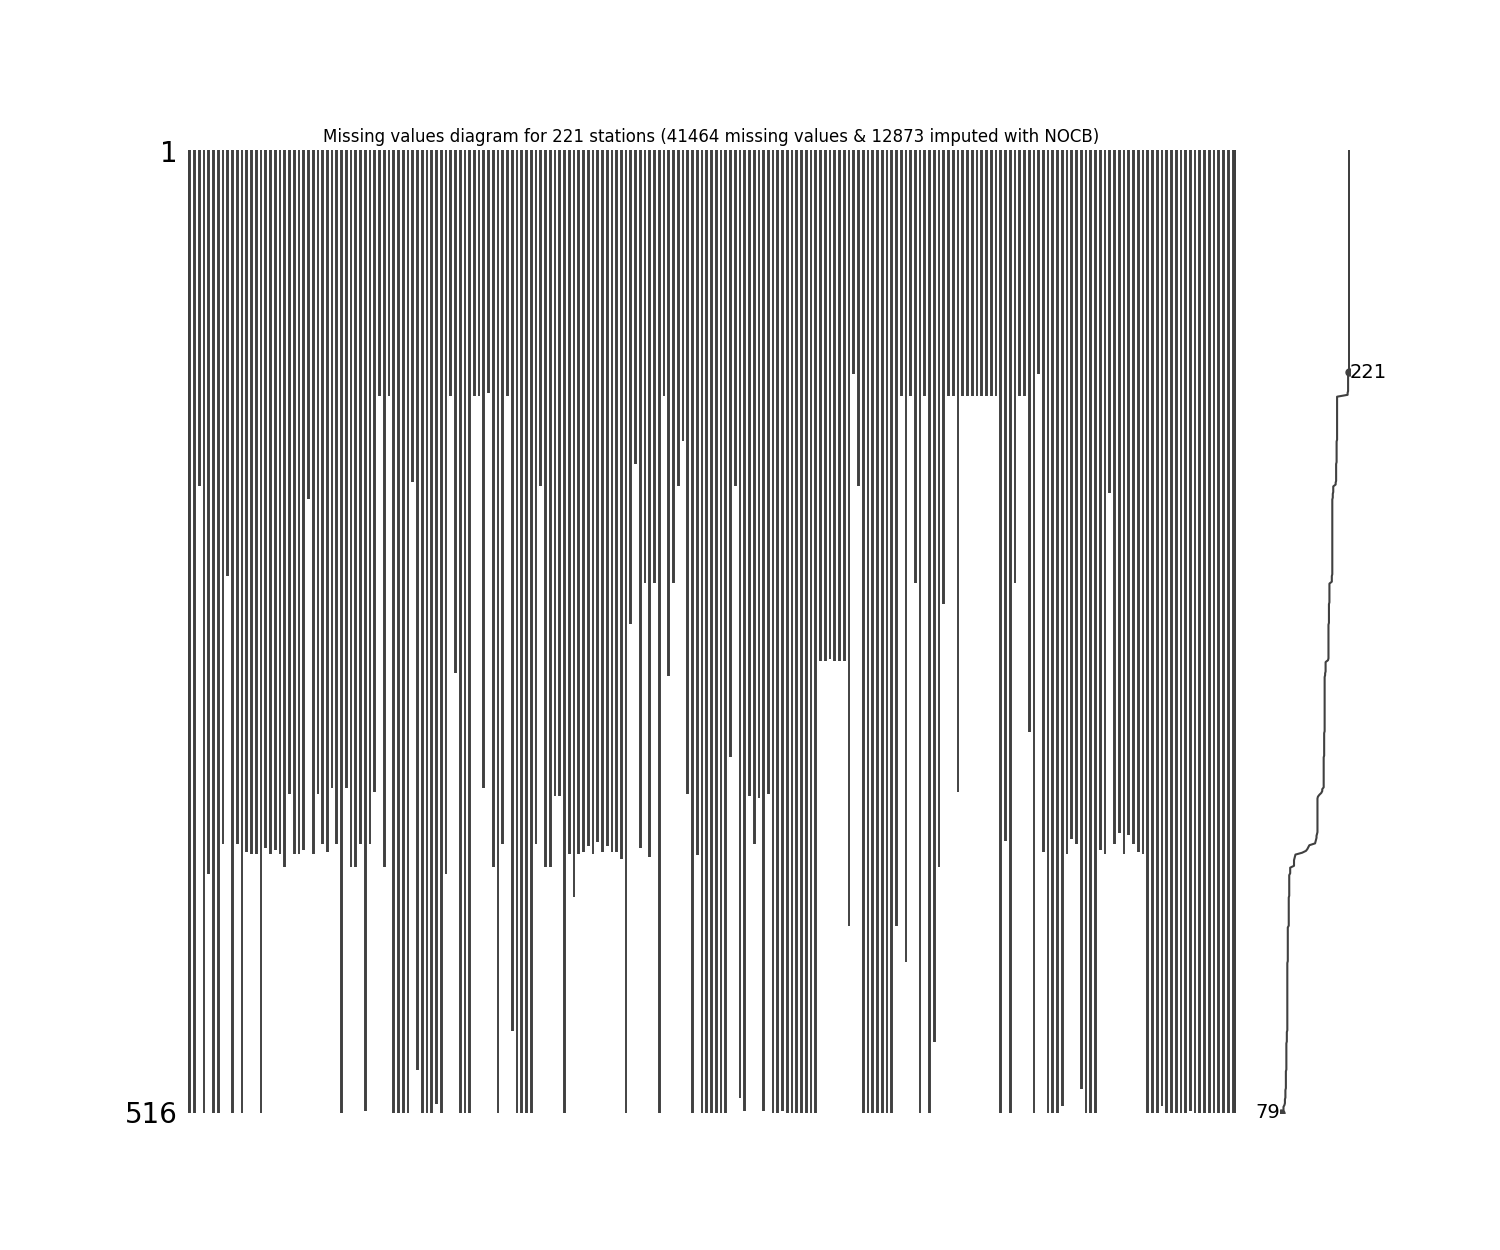 Missing values diagram for 221 stations (41464 missing values & 12873 imputed with NOCB)
1
221
516
79